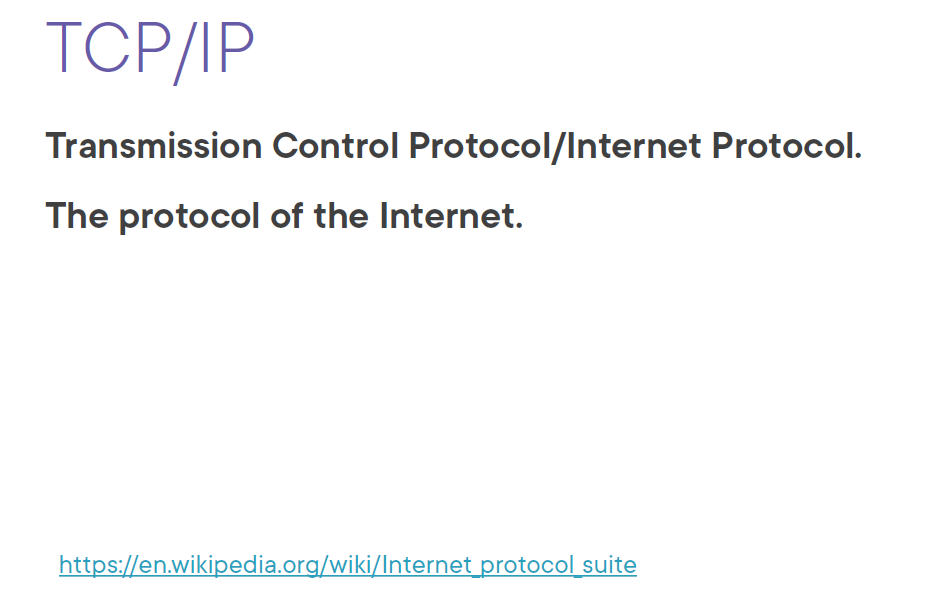 TCP/IP
Transmission Control Protocol/Internet Protocol.
The protocol of the Internet.
https://en.wikipedia.org/wiki/Internet_protocol_suite